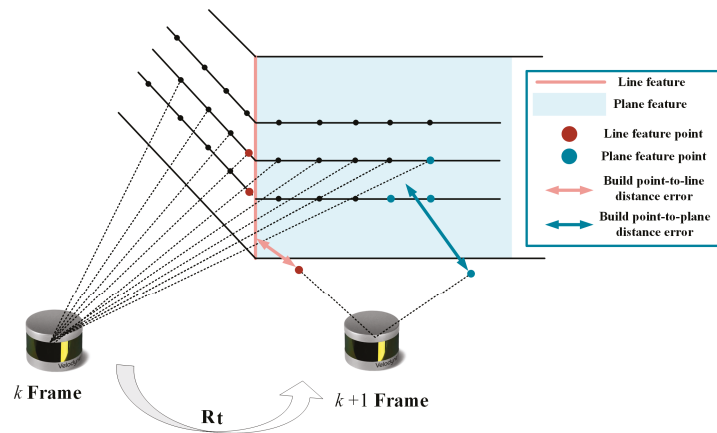 Line feature
Plane feature
Line feature point
Plane feature point
Build point-to-line
distance error
Build point-to-plane
distance error
k Frame
Rt
k +1 Frame